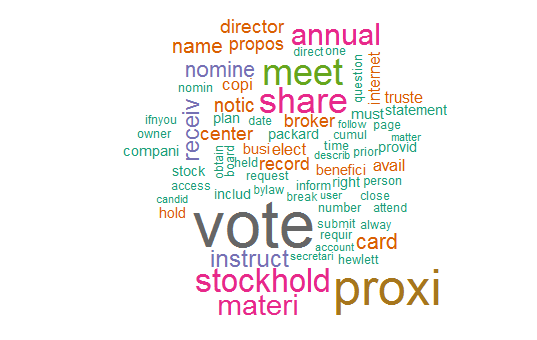 director
annual
name propos
direct one
nomine meet
question
internet
nomin copi
share
truste
notic
must statement
receiv
ifnyou plan date broker follow page
owner center packard cumul matter
compani busi elect time priori provid
obtain board held record describ
stock request benefici avail
access includ bylaw inform right person
candid break user close
hold number attend
vote submit alway
requir card
instruct secretari account hewlett
stockhold proxi
materi